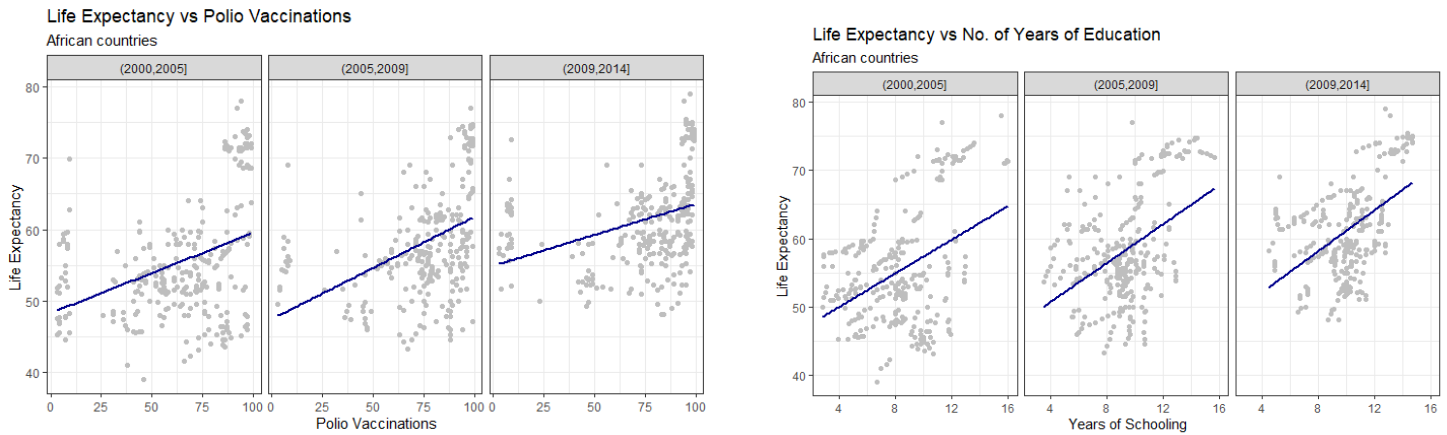 Life Expectancy vs Polio Vaccinations
African countries
(2000,2005] (2005,2009] (2009,2014]
80
70
60
50
40
Life Expectancy
0 25 50 75 100 0 25 50 75 100 0 25 50 75 100
Polio Vaccinations
Life Expectancy vs No. of Years of Education
African countries
(2000,2005] (2005,2009] (2009,2014]
80
70
60
50
40
Life Expectancy
4 8 12 16 4 8 12 16 4 8 12 16
Years of Schooling